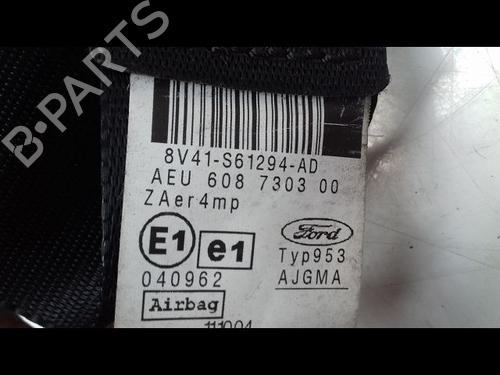 B-PARTS
8V41-S61294-AD
AEU 608 7303 00
ZAer4mp
E1 e1 Ford
Typ953
040962 AJGMA
Airbag
111004